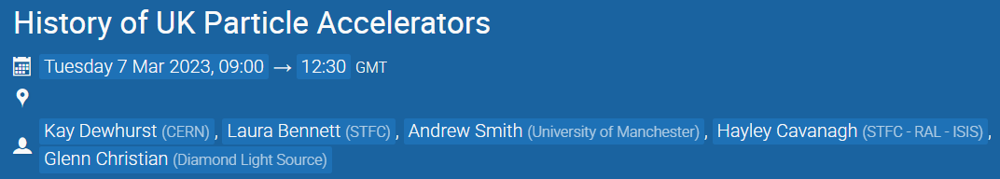 History of UK Particle Accelerators
Tuesday 7 Mar 2023, 09:00 → 12:30 GMT
Kay Dewhurst (CERN) , Laura Bennett (STFC) , Andrew Smith (University of Manchester) , Hayley Cavanagh (STFC - RAL - ISIS) ,
Glenn Christian (Diamond Light Source)